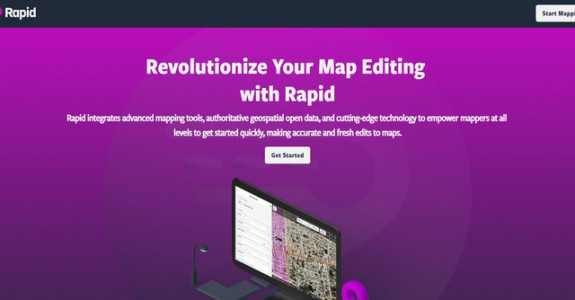 Rapid
Start Mappi
Revolutionize Your Map Editing
with Rapid
Rapid integrates advanced mapping tools, authoritative geospatial open data, and cutting-edge technology to empower mappers at all
levels to get started quickly, making accurate and fresh edits to maps.
Get Started